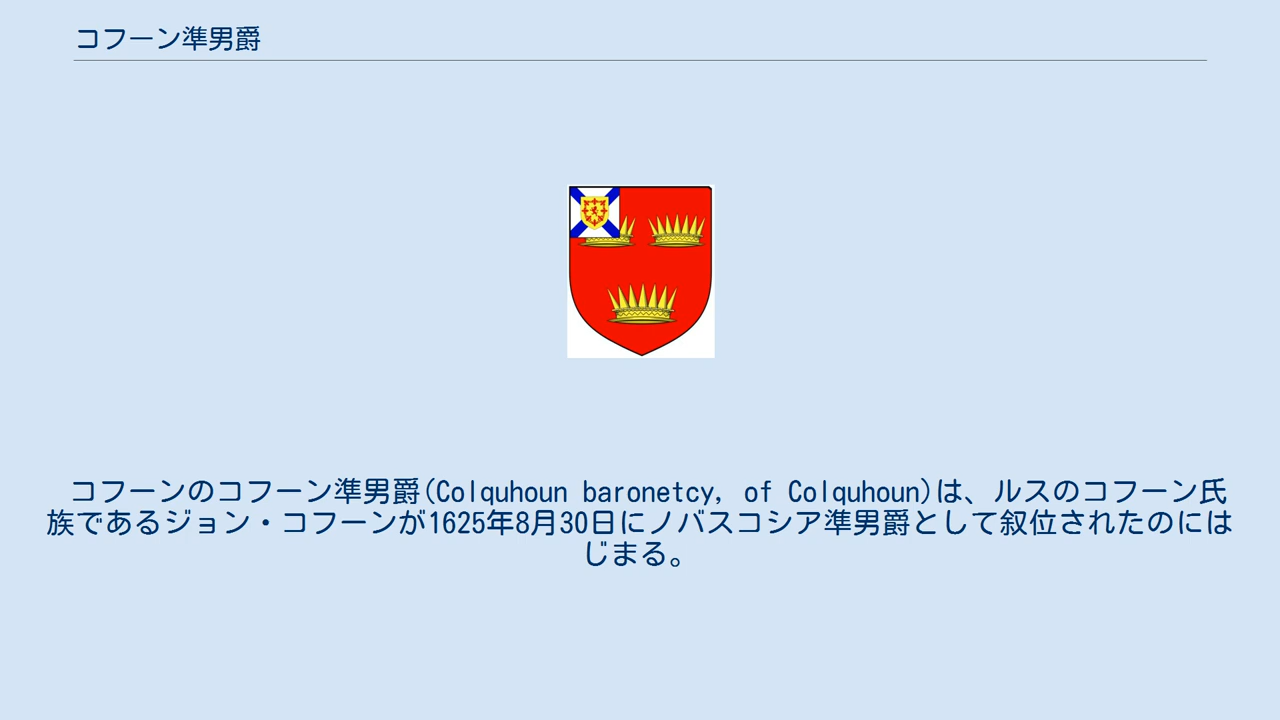 コフーン準男爵
コフーンのコフーン準男爵(Colquhoun baronetcy, of Colquhoun)は、ルスのコフーン氏
族であるジョン・コフーンが1625年8月30日にノバスコシア準男爵として叙位されたのには
じまる。